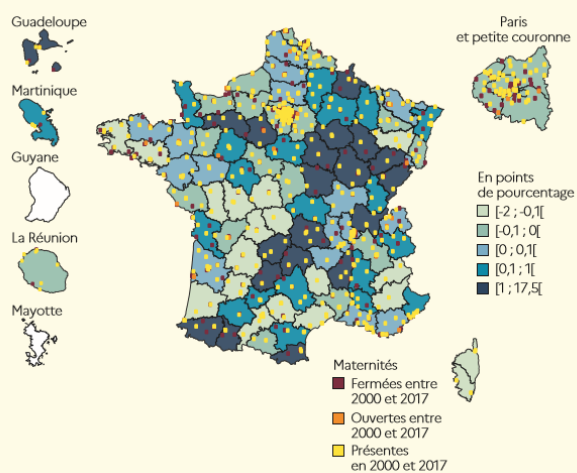 Guadeloupe
Martinique
Guyane
La Réunion
Mayotte
Paris
et petite couronne
En points
de pourcentage
[-2 ; -0,1[
[-0,1 ; 0[
[0 ; 0,1[
[0,1 ; 1[
[1 ; 17,5[
Maternités
Fermées entre
2000 et 2017
Ouvertes entre
2000 et 2017
Présentes
en 2000 et 2017